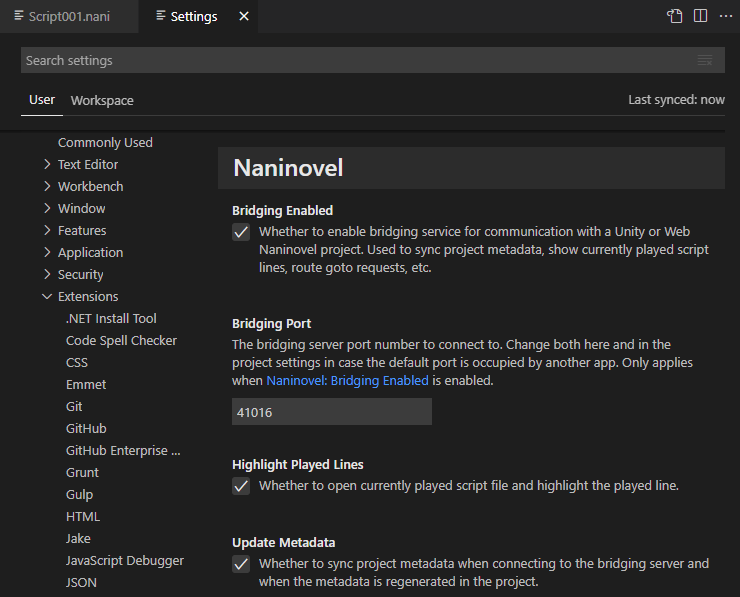 Script001.nani
Settings
Search settings
User
Workspace
Last synced: now
Commonly Used
Text Editor
Workbench
Window
Features
Application
Security
Extensions
.NET Install Tool
Code Spell Checker
CSS
Emmet
Git
GitHub
GitHub Enterprise ...
Grunt
Gulp
HTML
Jake
JavaScript Debugger
JSON
Naninovel
Bridging Enabled
Whether to enable bridging service for communication with a Unity or Web
Naninovel project. Used to sync project metadata, show currently played script
lines, route goto requests, etc.
Bridging Port
The bridging server port number to connect to. Change both here and in the
project settings in case the default port is occupied by another app. Only applies
when Naninovel: Bridging Enabled is enabled.
41016
Highlight Played Lines
Whether to open currently played script file and highlight the played line.
Update Metadata
Whether to sync project metadata when connecting to the bridging server and
when the metadata is regenerated in the project.